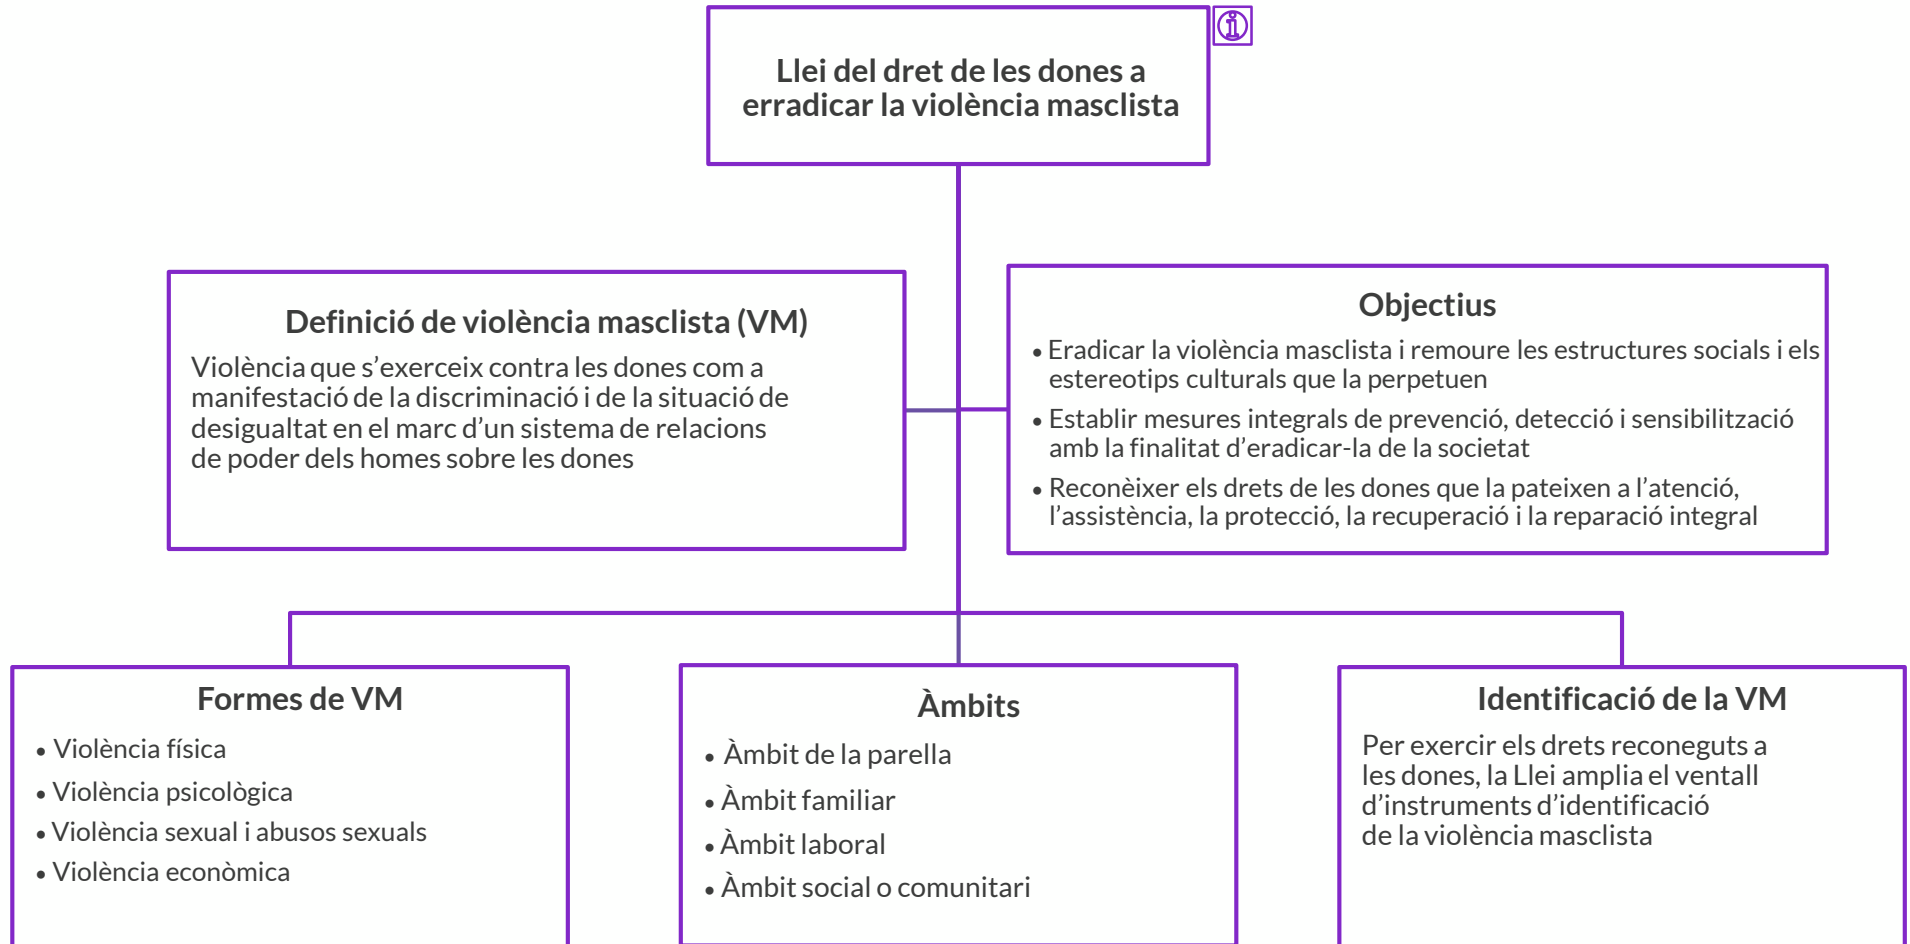 Llei del dret de les dones a
erradicar la violència masclista
Definició de violència masclista (VM)
Violència que s’exerceix contra les dones com a
manifestació de la discriminació i de la situació de
desigualtat en el marc d’un sistema de relacions
de poder dels homes sobre les dones
Objectius
• Eradicar la violència masclista i remoure les estructures socials i els
estereotips culturals que la perpetuen
• Establir mesures integrals de prevenció, detecció i sensibilització
amb la finalitat d’eradicar-la de la societat
• Reconèixer els drets de les dones que la pateixen a l’atenció,
l’assistència, la protecció, la recuperació i la reparació integral
Formes de VM
• Violència física
• Violència psicològica
• Violència sexual i abusos sexuals
• Violència econòmica
Àmbits
• Àmbit de la parella
• Àmbit familiar
• Àmbit laboral
• Àmbit social o comunitari
Identificació de la VM
Per exercir els drets reconeguts a
les dones, la Llei amplia el ventall
d’instruments d’identificació
de la violència masclista